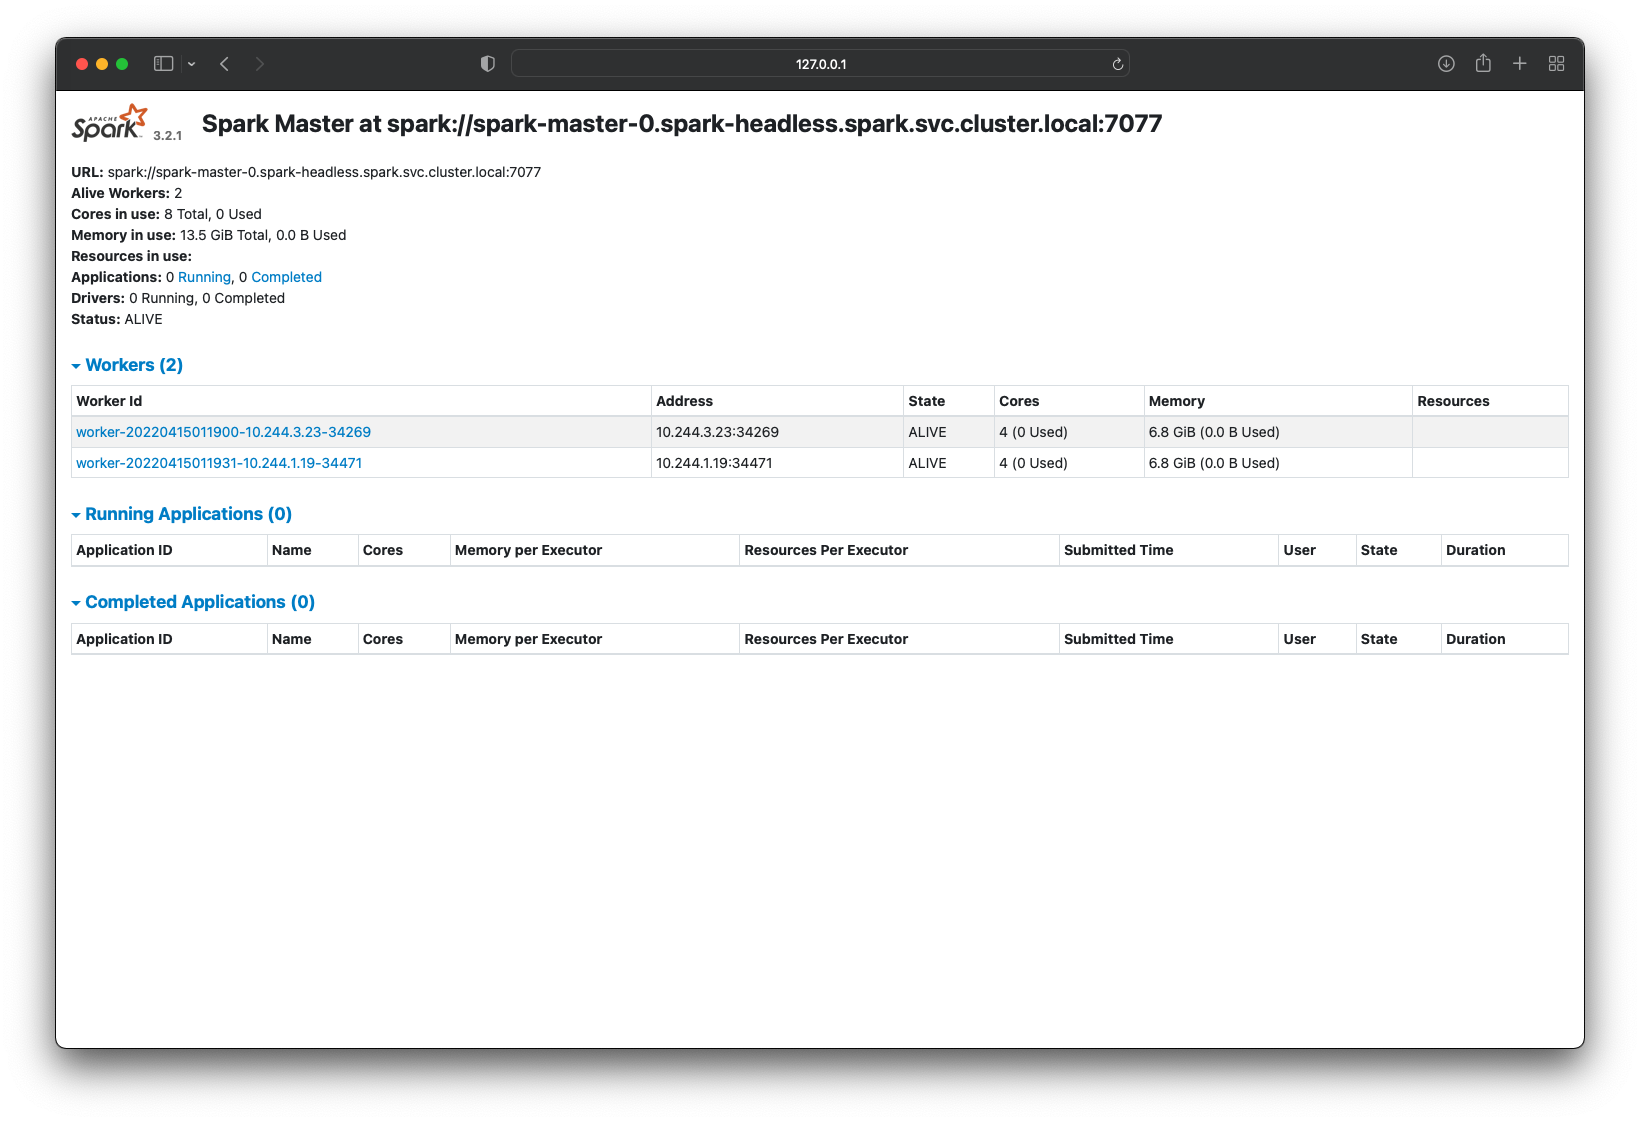 127.0.0.1
APACHE
Spark™ 3.2.1 Spark Master at spark://spark-master-0.spark-headless.spark.svc.cluster.local:7077
URL: spark://spark-master-0.spark-headless.spark.svc.cluster.local:7077
Alive Workers: 2
Cores in use: 8 Total, 0 Used
Memory in use: 13.5 GiB Total, 0.0 B Used
Resources in use:
Applications: 0 Running, 0 Completed
Drivers: 0 Running, 0 Completed
Status: ALIVE
Workers (2)
Worker Id Address State Cores Memory Resources
worker-20220415011900-10.244.3.23-34269 10.244.3.23:34269 ALIVE 4 (0 Used) 6.8 GiB (0.0 B Used)
worker-20220415011931-10.244.1.19-34471 10.244.1.19:34471 ALIVE 4 (0 Used) 6.8 GiB (0.0 B Used)
Running Applications (0)
Application ID Name Cores Memory per Executor Resources Per Executor Submitted Time User State Duration
Completed Applications (0)
Application ID Name Cores Memory per Executor Resources Per Executor Submitted Time User State Duration